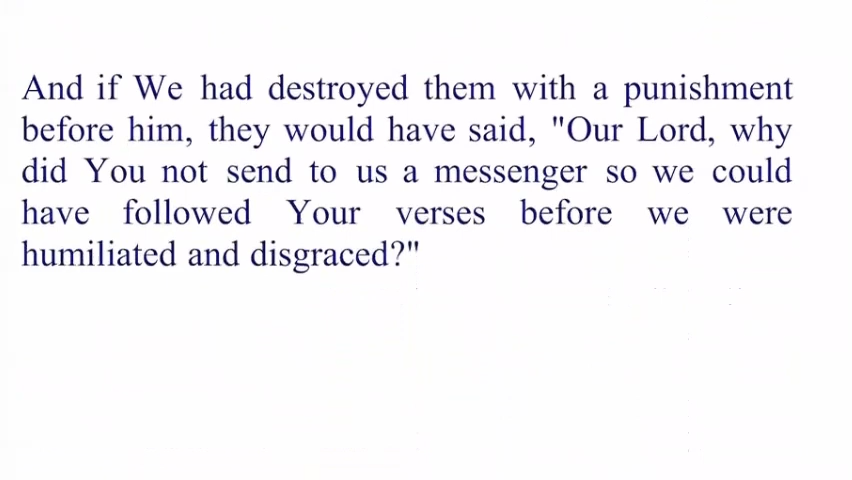 And if We had destroyed them with a punishment
before him, they would have said, "Our Lord, why
did You not send to us a messenger so we could
have followed Your verses before we were
humiliated and disgraced?"